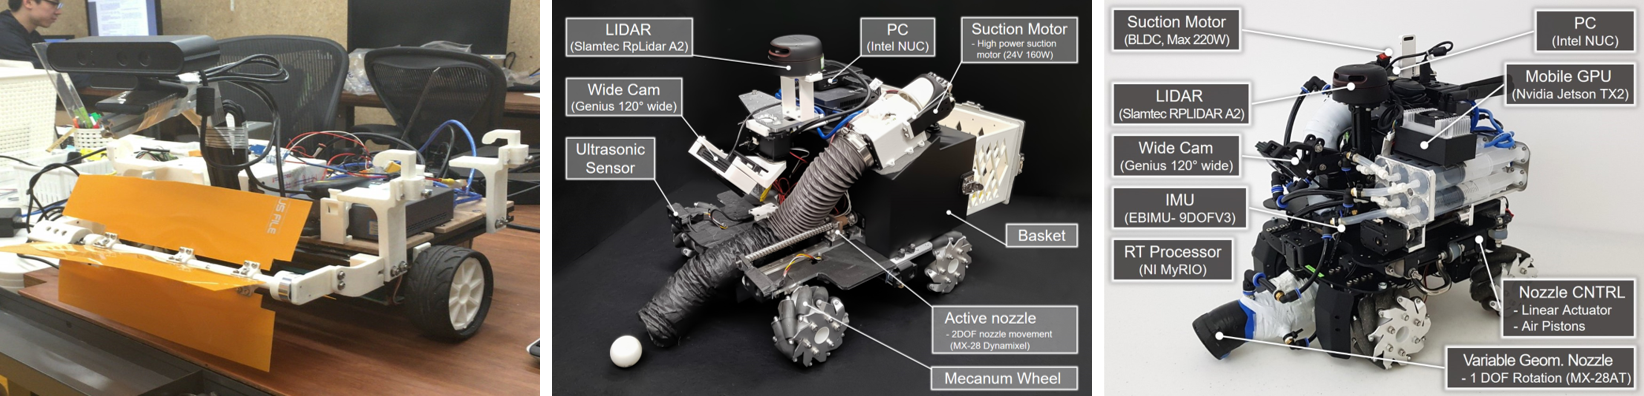 LIDAR
(Slamtec RpLidar A2)
PC
(Intel NUC)
Suction Motor
- High power suction
motor (24V 160W)
Wide Cam
(Genius 120° wide)
Ultrasonic
Sensor
Basket
Active nozzle
- 2DOF nozzle movement
(MX-28 Dynamixel)
Mecanum Wheel
Suction Motor
(BLDC, Max 220W)
PC
(Intel NUC)
LIDAR
(Slamtec RPLIDAR A2)
Mobile GPU
(Nvidia Jetson TX2)
Wide Cam
(Genius 120° wide)
IMU
(EBIMU- 9DOFV3)
RT Processor
(NI MyRIO)
Nozzle CNTRL
- Linear Actuator
- Air Pistons
Variable Geom. Nozzle
- 1 DOF Rotation (MX-28AT)